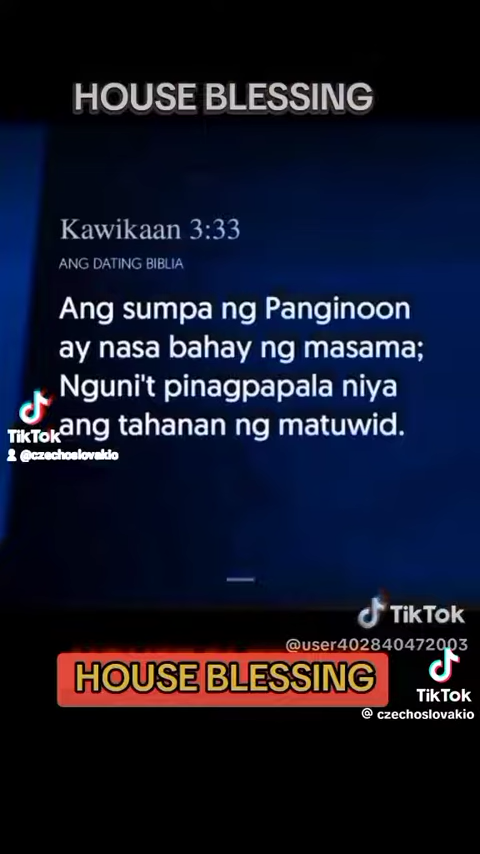 HOUSE BLESSING
Kawikaan 3:33
ANG DATING BIBLIA
Ang sumpa ng Panginoon
ay nasa bahay ng masama;
Nguni't pinagpapala niya
ang tahanan ng matuwid.
TikTok
@czechoslovakio
TikTok
@user402840472003
HOUSE BLESSING
TikTok
@ czechoslovakio